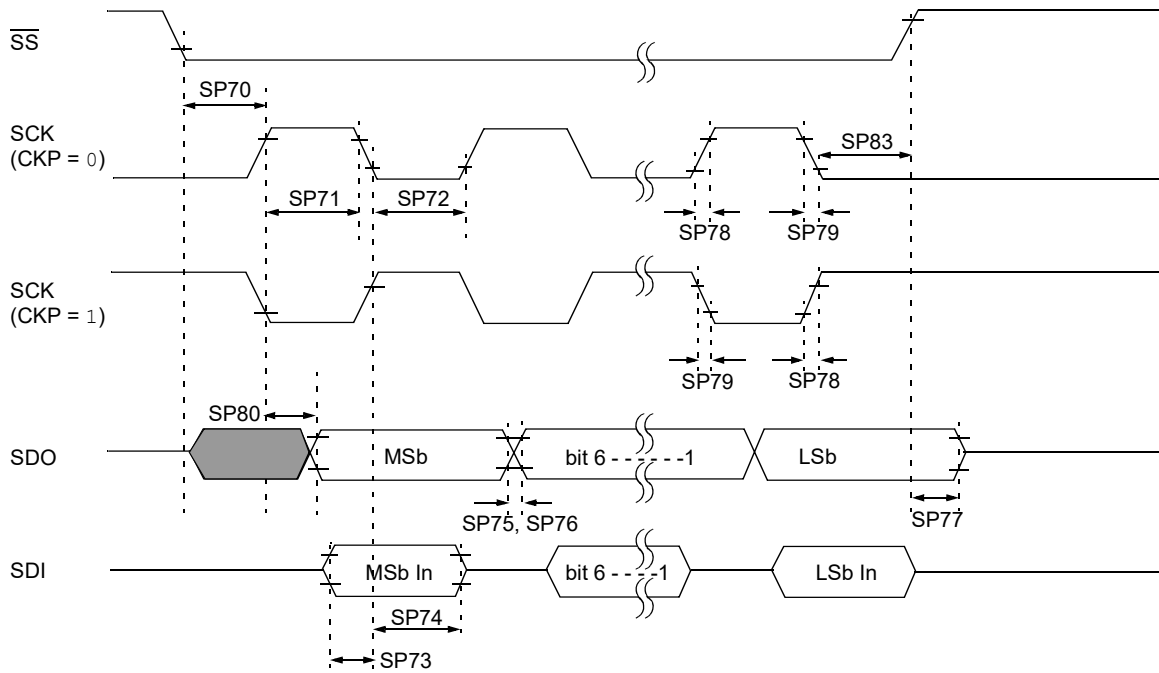 SS
SP70
SCK
(CKP = 0)
SP83
SP71
SP72
SP78
SP79
SCK
(CKP = 1)
SP79
SP78
SP80
SDO
MSb
bit 6 - - - - - - -1
LSb
SP75, SP76
SP77
SDI
MSb In
bit 6 - - - - -1
LSb In
SP74
SP73